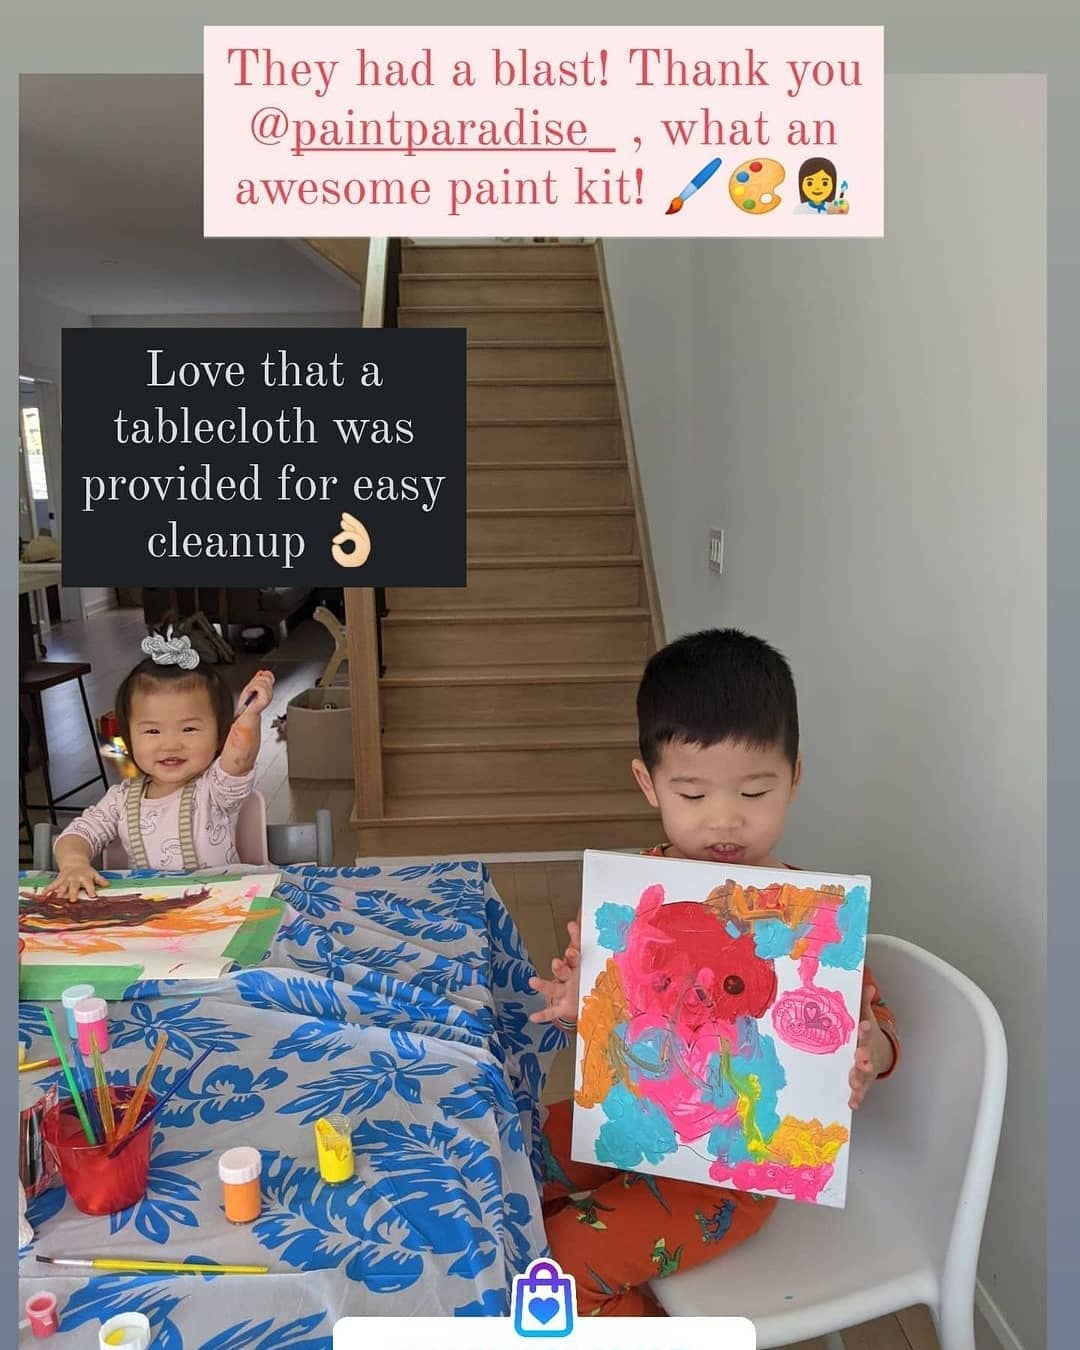 They had a blast! Thank you
@paintparadise_ , what an
awesome paint kit! 🖌️🎨👩‍🎨
Love that a
tablecloth was
provided for easy
cleanup 👌🏻